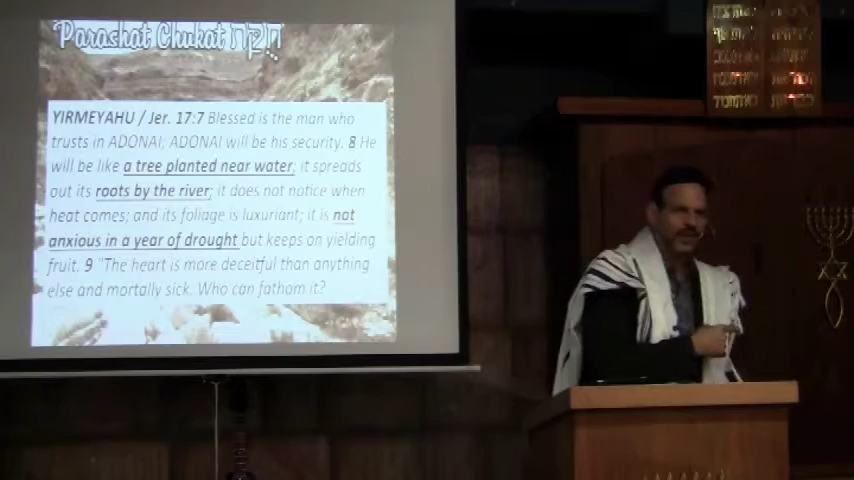 Parashat Chukat חֻקַּת
YIRMEYAHU / Jer. 17:7 Blessed is the man who
trusts in ADONAI; ADONAI will be his security. 8 He
will be like a tree planted near water; it spreads
out its roots by the river; it does not notice when
heat comes; and its foliage is luxuriant; it is not
anxious in a year of drought but keeps on yielding
fruit. 9 "The heart is more deceitful than anything
else and mortally sick. Who can fathom it?